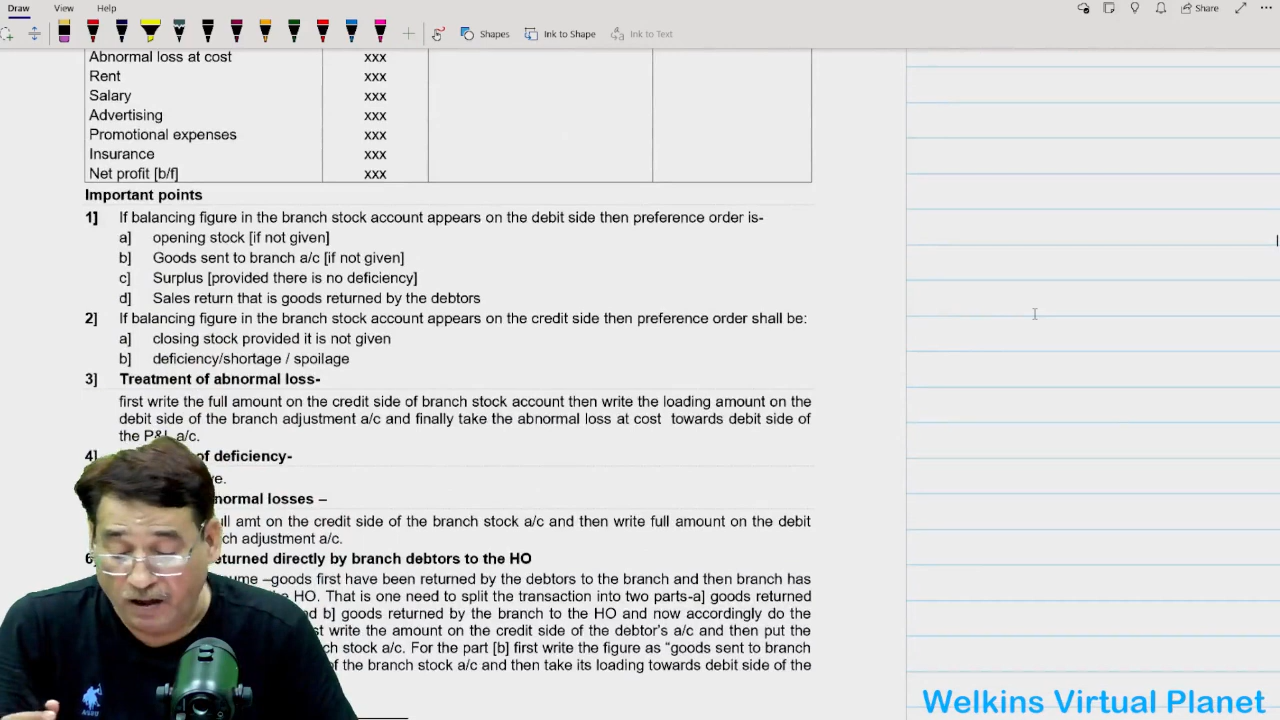 Draw View Help
Share
Shapes Ink to Shape Ink to Text
Abnormal loss at cost xxx
Rent xxx
Salary xxx
Advertising xxx
Promotional expenses xxx
Insurance xxx
Net profit [b/f] xxx
Important points
1] If balancing figure in the branch stock account appears on the debit side then preference order is-
a] opening stock [if not given]
b] Goods sent to branch a/c [if not given]
c] Surplus [provided there is no deficiency]
d] Sales return that is goods returned by the debtors
2] If balancing figure in the branch stock account appears on the credit side then preference order shall be:
a] closing stock provided it is not given
b] deficiency/shortage / spoilage
3] Treatment of abnormal loss-
first write the full amount on the credit side of branch stock account then write the loading amount on the
debit side of the branch adjustment a/c and finally take the abnormal loss at cost towards debit side of
the P&L a/c.
4] of deficiency-
losses –
amt on the credit side of the branch stock a/c and then write full amount on the debit
adjustment a/c.
directly by branch debtors to the HO
–goods first have been returned by the debtors to the branch and then branch has
HO. That is one need to split the transaction into two parts-a] goods returned
b] goods returned by the branch to the HO and now accordingly do the
write the amount on the credit side of the debtor's a/c and then put the
stock a/c. For the part [b] first write the figure as "goods sent to branch
of the branch stock a/c and then take its loading towards debit side of the
Welkins Virtual Planet